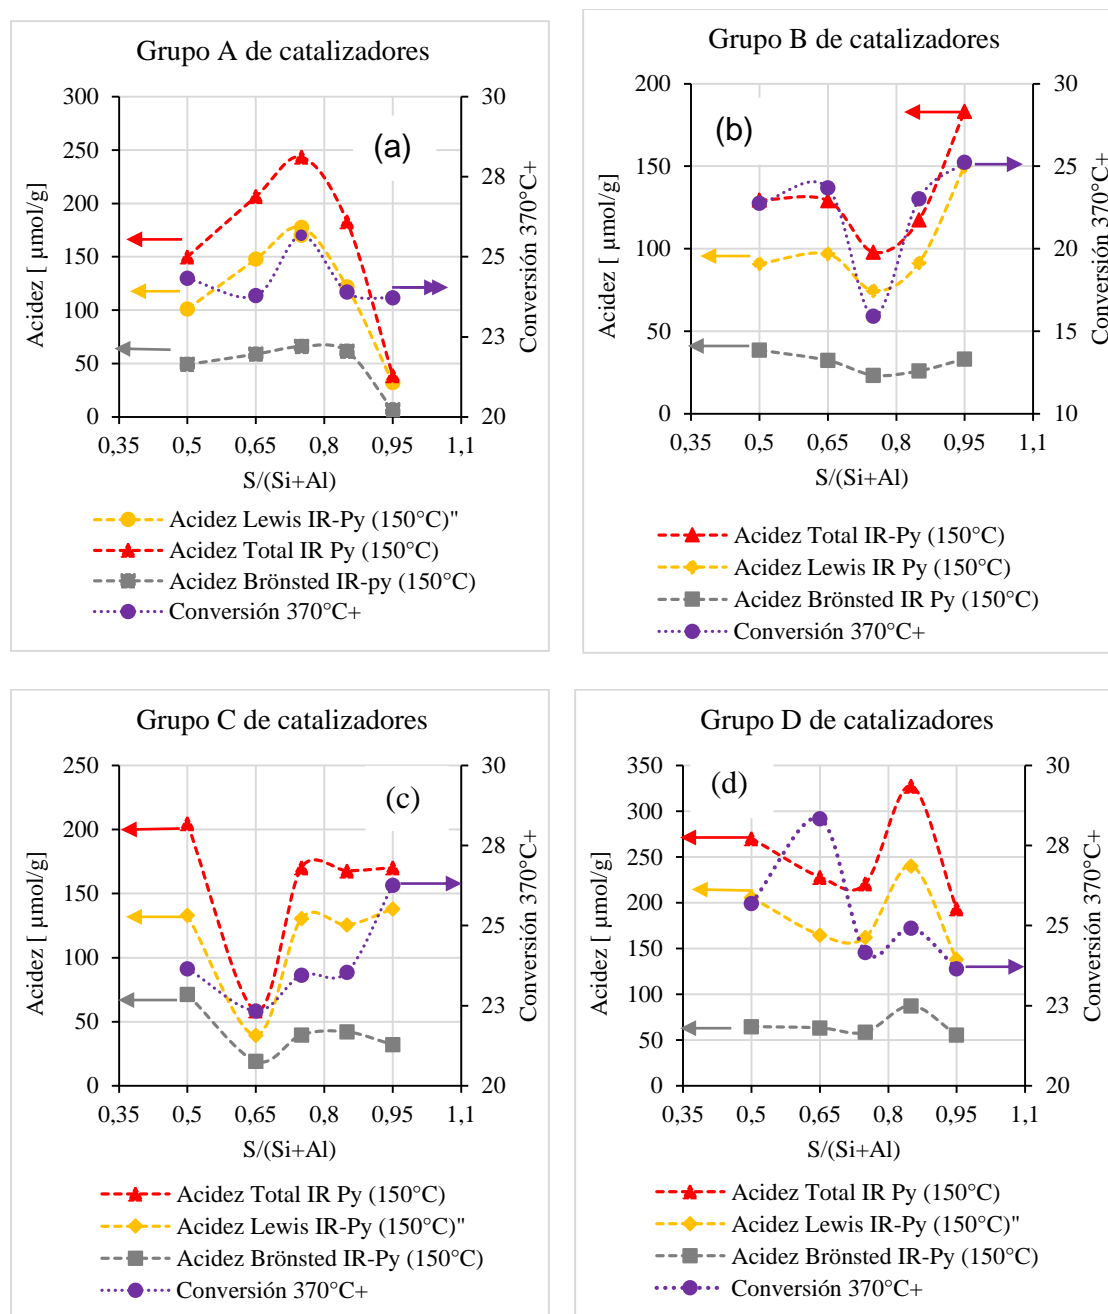 Grupo A de catalizadores
(a)
Acidez [ µmol/g]
300
250
200
150
100
50
0
30
28
25
23
20
Conversión 370°C+
0,35 0,5 0,65 0,8 0,95 1,1
S/(Si+Al)
Acidez Lewis IR-Py (150°C)"
Acidez Total IR Py (150°C)
Acidez Brönsted IR-py (150°C)
Conversión 370°C+
Grupo B de catalizadores
(b)
Acidez [ µmol/g]
200
150
100
50
0
30
25
20
15
10
Conversión 370°C+
0,35 0,5 0,65 0,8 0,95 1,1
S/(Si+Al)
Acidez Total IR-Py (150°C)
Acidez Lewis IR Py (150°C)
Acidez Brönsted IR Py (150°C)
Conversión 370°C+
Grupo C de catalizadores
(c)
Acidez [ µmol/g]
250
200
150
100
50
0
30
28
25
23
20
Conversión 370°C+
0,35 0,5 0,65 0,8 0,95 1,1
S/(Si+Al)
Acidez Total IR Py (150°C)
Acidez Lewis IR-Py (150°C)"
Acidez Brönsted IR-Py (150°C)
Conversión 370°C+
Grupo D de catalizadores
(d)
Acidez [ µmol/g]
350
300
250
200
150
100
50
0
30
28
25
23
20
Conversión 370°C+
0,35 0,5 0,65 0,8 0,95 1,1
S/(Si+Al)
Acidez Total IR Py (150°C)
Acidez Lewis IR-Py (150°C)"
Acidez Brönsted IR-Py (150°C)
Conversión 370°C+